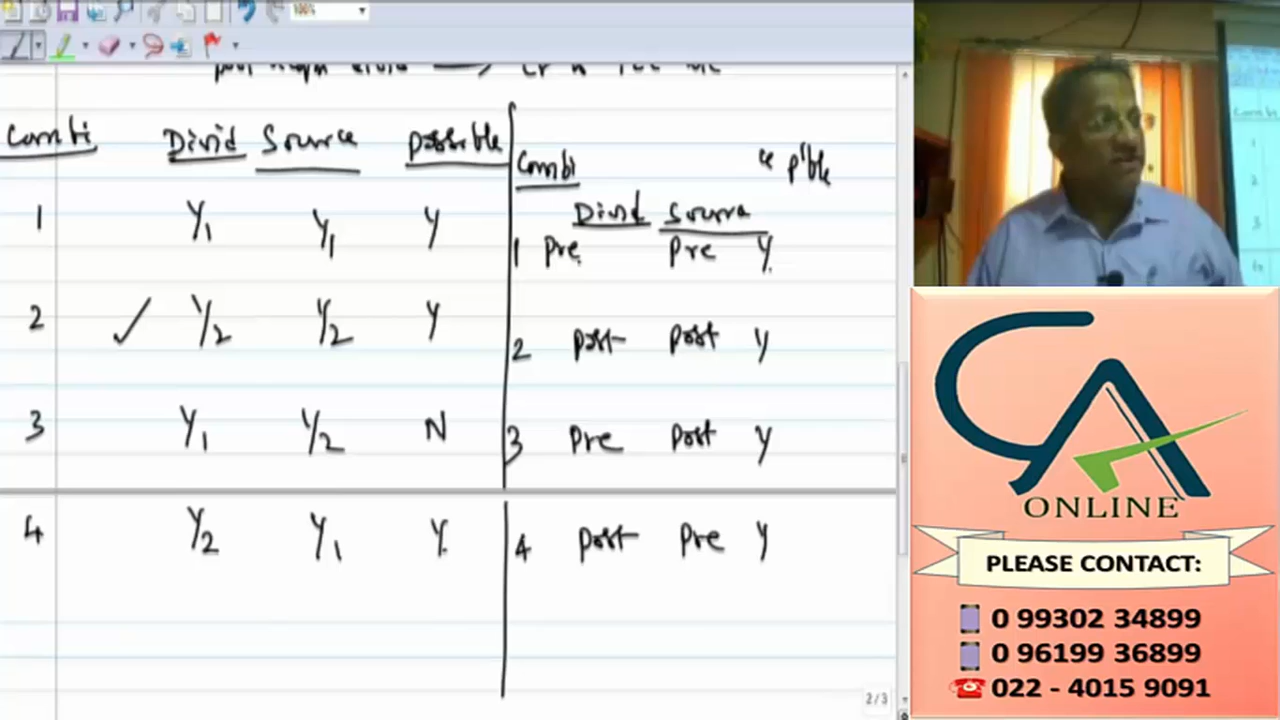 100%
Combi Divid Source possible
1 Y1 Y1 Y
2 ✓ Y2 Y2 Y
3 Y1 Y2 N
4 Y2 Y1 Y
Combi
Divid Source
1 Pre Pre Y
2 post post Y
3 pre post Y
4 post pre Y
2/3
CA
ONLINE
PLEASE CONTACT:
0 99302 34899
0 96199 36899
022 - 4015 9091